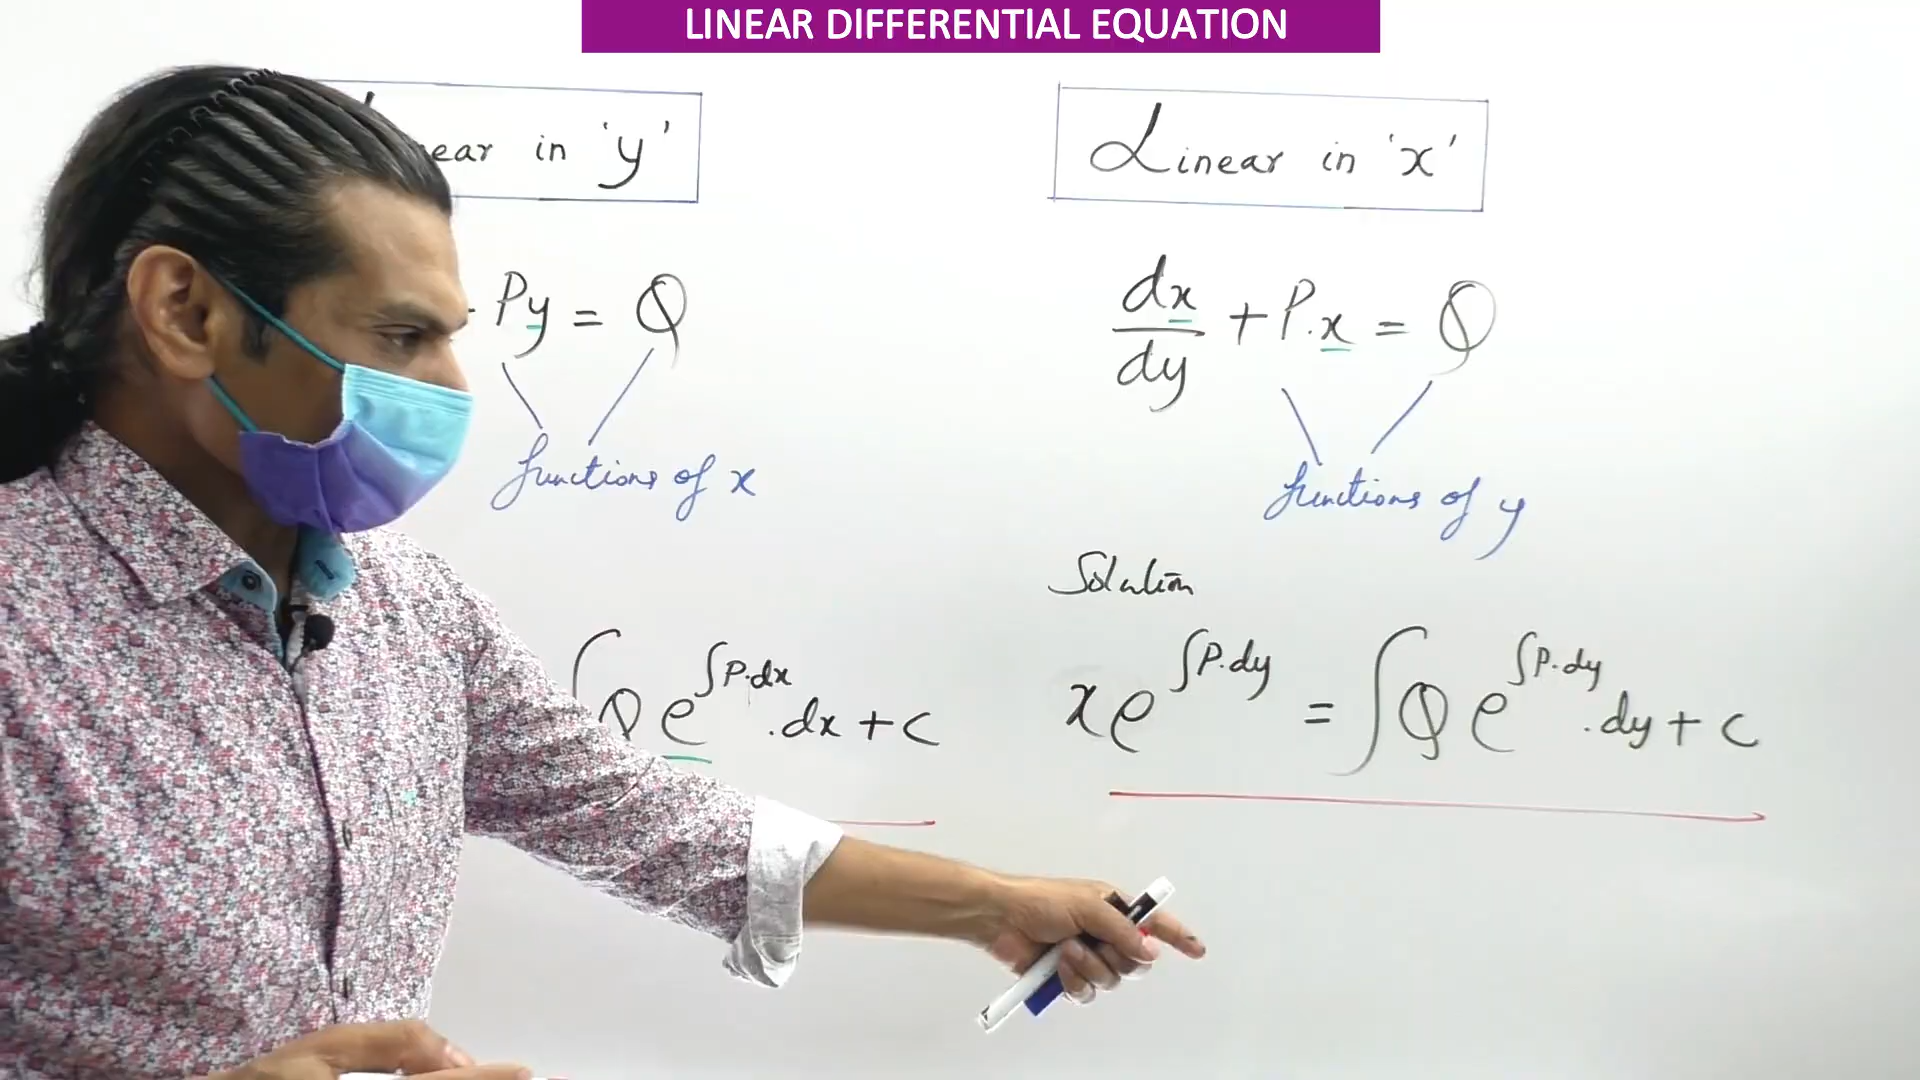 LINEAR DIFFERENTIAL EQUATION
ear in 'y'
Py = Q
functions of x
∫ Q e^∫P.dx .dx + c
Linear in 'x'
dx/dy + P.x = Q
functions of y
Solution
x e^∫P.dy = ∫ Q e^∫P.dy .dy + c